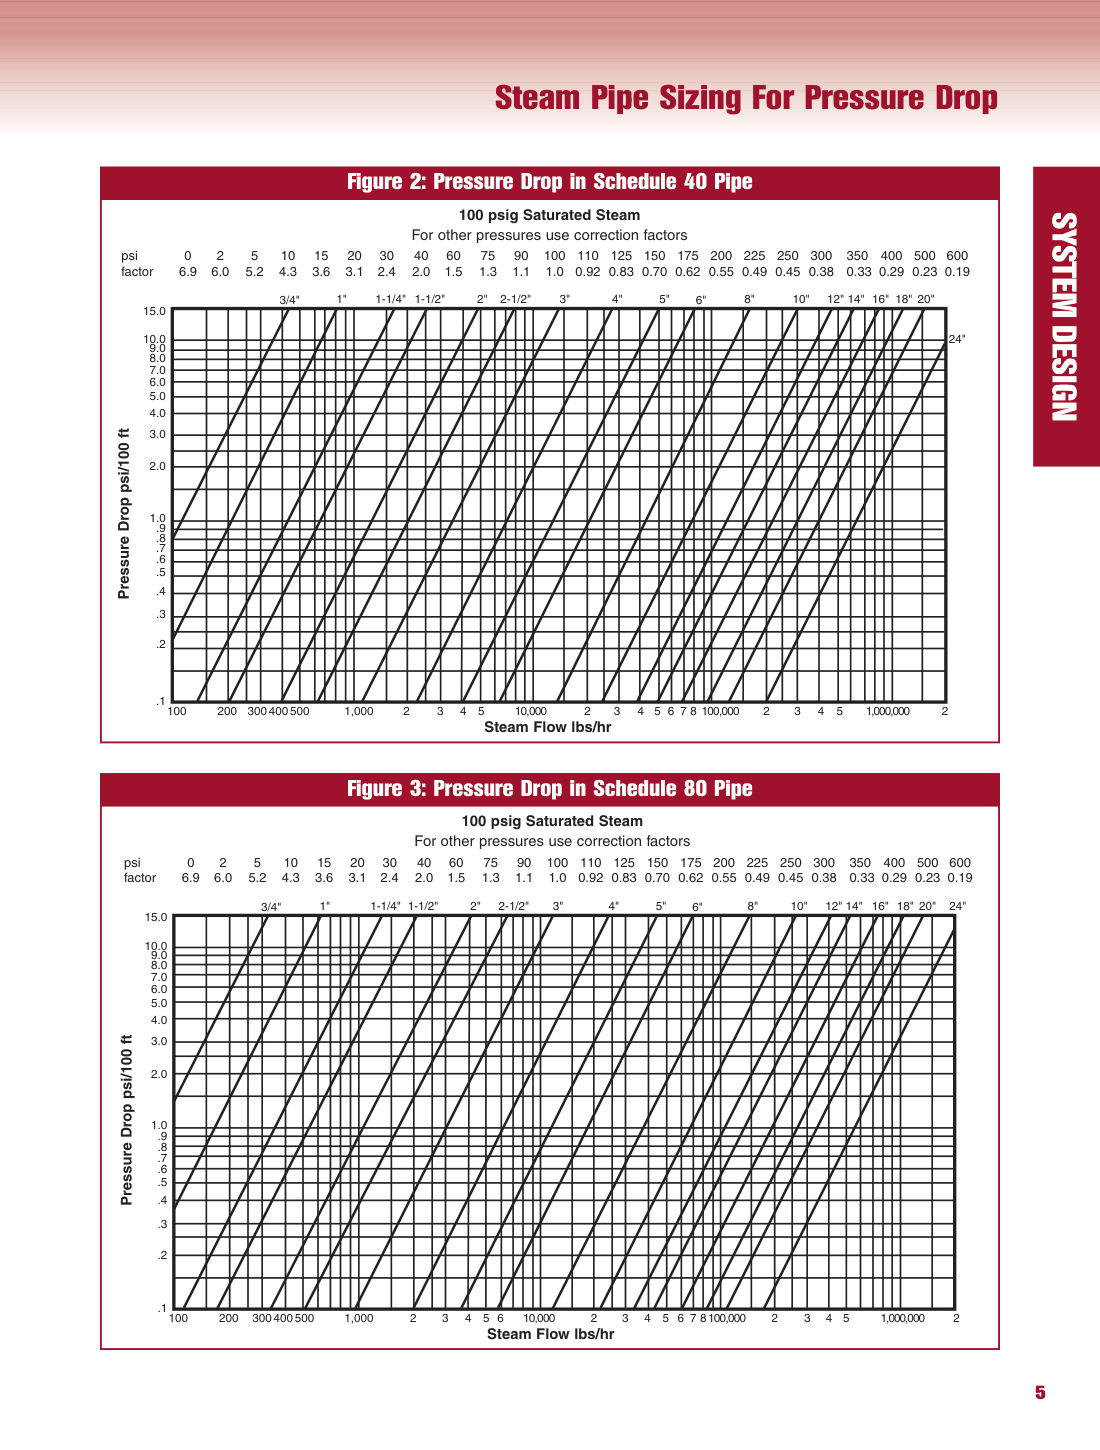 Steam Pipe Sizing For Pressure Drop
SYSTEM DESIGN
Figure 2: Pressure Drop in Schedule 40 Pipe
100 psig Saturated Steam
For other pressures use correction factors
psi 0 2 5 10 15 20 30 40 60 75 90 100 110 125 150 175 200 225 250 300 350 400 500 600
factor 6.9 6.0 5.2 4.3 3.6 3.1 2.4 2.0 1.5 1.3 1.1 1.0 0.92 0.83 0.70 0.62 0.55 0.49 0.45 0.38 0.33 0.29 0.23 0.19
3/4" 1" 1-1/4" 1-1/2" 2" 2-1/2" 3" 4" 5" 6" 8" 10" 12" 14" 16" 18" 20"
24"
Pressure Drop psi/100 ft
15.0
10.0
9.0
8.0
7.0
6.0
5.0
4.0
3.0
2.0
1.0
.9
.8
.7
.6
.5
.4
.3
.2
.1
100 200 300 400 500 1,000 2 3 4 5 10,000 2 3 4 5 6 7 8 100,000 2 3 4 5 1,000,000 2
Steam Flow lbs/hr
Figure 3: Pressure Drop in Schedule 80 Pipe
100 psig Saturated Steam
For other pressures use correction factors
psi 0 2 5 10 15 20 30 40 60 75 90 100 110 125 150 175 200 225 250 300 350 400 500 600
factor 6.9 6.0 5.2 4.3 3.6 3.1 2.4 2.0 1.5 1.3 1.1 1.0 0.92 0.83 0.70 0.62 0.55 0.49 0.45 0.38 0.33 0.29 0.23 0.19
3/4" 1" 1-1/4" 1-1/2" 2" 2-1/2" 3" 4" 5" 6" 8" 10" 12" 14" 16" 18" 20" 24"
Pressure Drop psi/100 ft
15.0
10.0
9.0
8.0
7.0
6.0
5.0
4.0
3.0
2.0
1.0
.9
.8
.7
.6
.5
.4
.3
.2
.1
100 200 300 400 500 1,000 2 3 4 5 6 10,000 2 3 4 5 6 7 8 100,000 2 3 4 5 1,000,000 2
Steam Flow lbs/hr
5